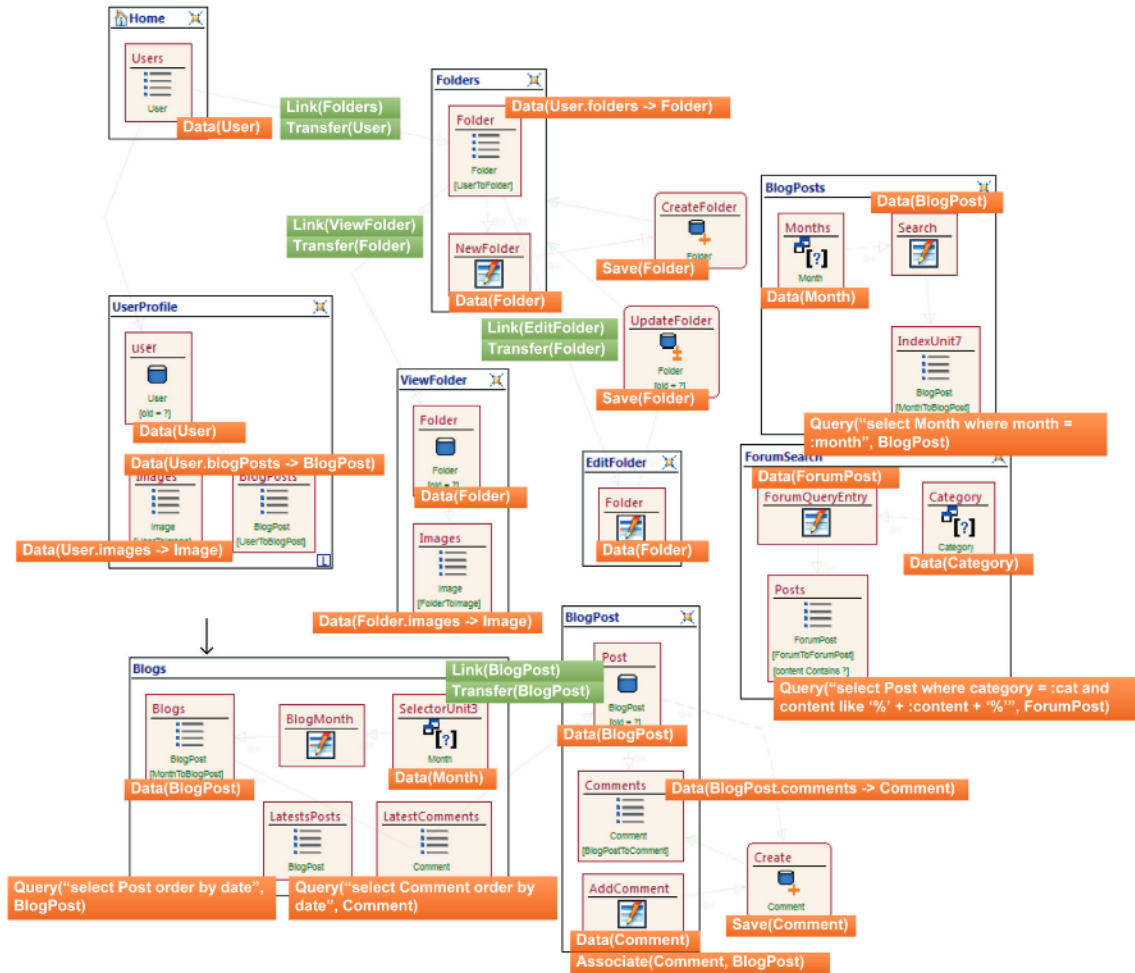 Home
Users
User
Data(User)
Link(Folders)
Transfer(User)
Folders
Data(User.folders -> Folder)
Folder
Folder
[UserToFolder]
Link(ViewFolder)
Transfer(Folder)
NewFolder
Data(Folder)
CreateFolder
Folder
Save(Folder)
Link(EditFolder)
Transfer(Folder)
UpdateFolder
Folder
[oid = ?]
Save(Folder)
BlogPosts
Data(BlogPost)
Months
Month
Data(Month)
Search
IndexUnit7
BlogPost
[MonthToBlogPost]
Query(“select Month where month =
:month”, BlogPost)
UserProfile
user
User
[oid = ?]
Data(User)
Data(User.blogPosts -> BlogPost)
Images
Image
BlogPosts
BlogPost
[UserToBlogPost]
Data(User.images -> Image)
L
ViewFolder
Folder
Folder
[oid = ?]
Data(Folder)
Images
Image
[FolderToImage]
Data(Folder.images -> Image)
EditFolder
Folder
Data(Folder)
ForumSearch
Data(ForumPost)
ForumQueryEntry
Category
Category
Data(Category)
Posts
ForumPost
[ForumToForumPost]
[content Contains ?]
Query(“select Post where category = :cat and
content like ‘%’ + :content + ‘%’”, ForumPost)
Blogs
Link(BlogPost)
Transfer(BlogPost)
Blogs
BlogPost
[MonthToBlogPost]
Data(BlogPost)
BlogMonth
SelectorUnit3
Month
Data(Month)
LatestsPosts
BlogPost
Query(“select Post order by date”,
BlogPost)
LatestComments
Comment
Query(“select Comment order by
date”, Comment)
BlogPost
Post
BlogPost
[oid = ?]
Data(BlogPost)
Comments
Data(BlogPost.comments -> Comment)
Comment
[BlogPostToComment]
AddComment
Data(Comment)
Associate(Comment, BlogPost)
Create
Comment
Save(Comment)